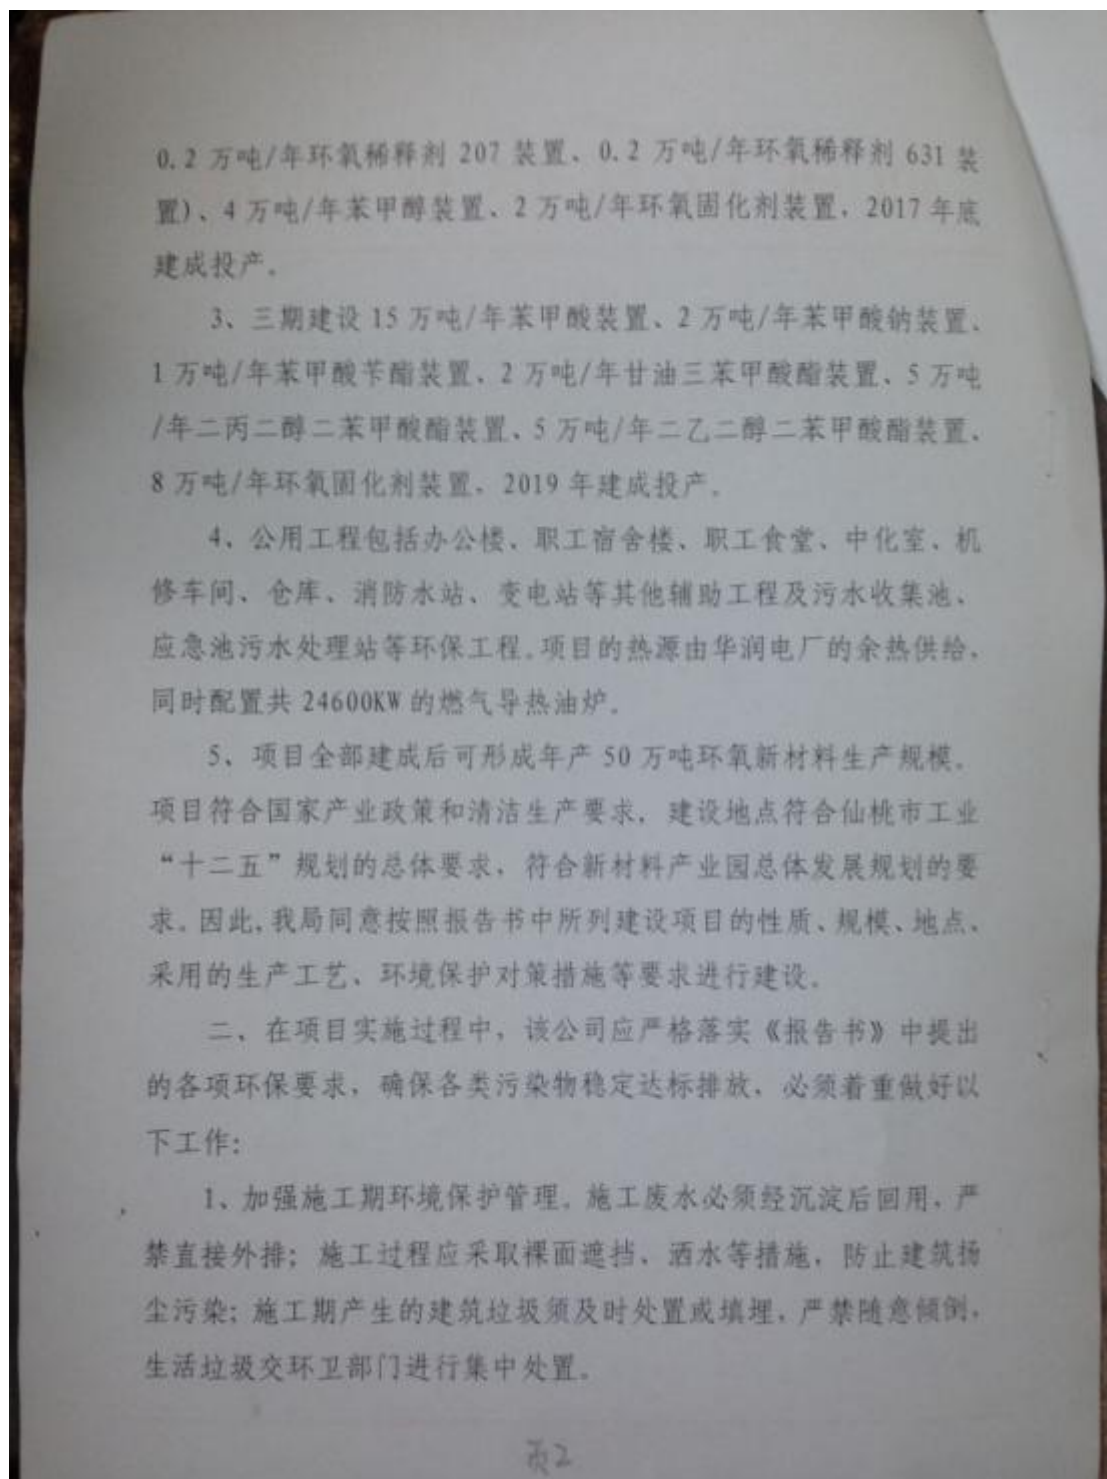 0.2 万吨/年环氧稀释剂 207 装置、0.2 万吨/年环氧稀释剂 631 装
置)、4 万吨/年苯甲醇装置、2 万吨/年环氧固化剂装置，2017 年底
建成投产。
3、三期建设 15 万吨/年苯甲酸装置、2 万吨/年苯甲酸钠装置、
1 万吨/年苯甲酸苄酯装置、2 万吨/年甘油三苯甲酸酯装置、5 万吨
/年二丙二醇二苯甲酸酯装置、5 万吨/年二乙二醇二苯甲酸酯装置、
8 万吨/年环氧固化剂装置，2019 年建成投产。
4、公用工程包括办公楼、职工宿舍楼、职工食堂、中化室、机
修车间、仓库、消防水站、变电站等其他辅助工程及污水收集池、
应急池污水处理站等环保工程。项目的热源由华润电厂的余热供给，
同时配置共 24600KW 的燃气导热油炉。
5、项目全部建成后可形成年产 50 万吨环氧新材料生产规模。
项目符合国家产业政策和清洁生产要求，建设地点符合仙桃市工业
“十二五”规划的总体要求，符合新材料产业园总体发展规划的要
求。因此，我局同意按照报告书中所列建设项目的性质、规模、地点、
采用的生产工艺、环境保护对策措施等要求进行建设。
二、在项目实施过程中，该公司应严格落实《报告书》中提出
的各项环保要求，确保各类污染物稳定达标排放，必须着重做好以
下工作：
1、加强施工期环境保护管理。施工废水必须经沉淀后回用，严
禁直接外排；施工过程应采取裸面遮挡、洒水等措施，防止建筑扬
尘污染；施工期产生的建筑垃圾须及时处置或填埋，严禁随意倾倒，
生活垃圾交环卫部门进行集中处置。
页2